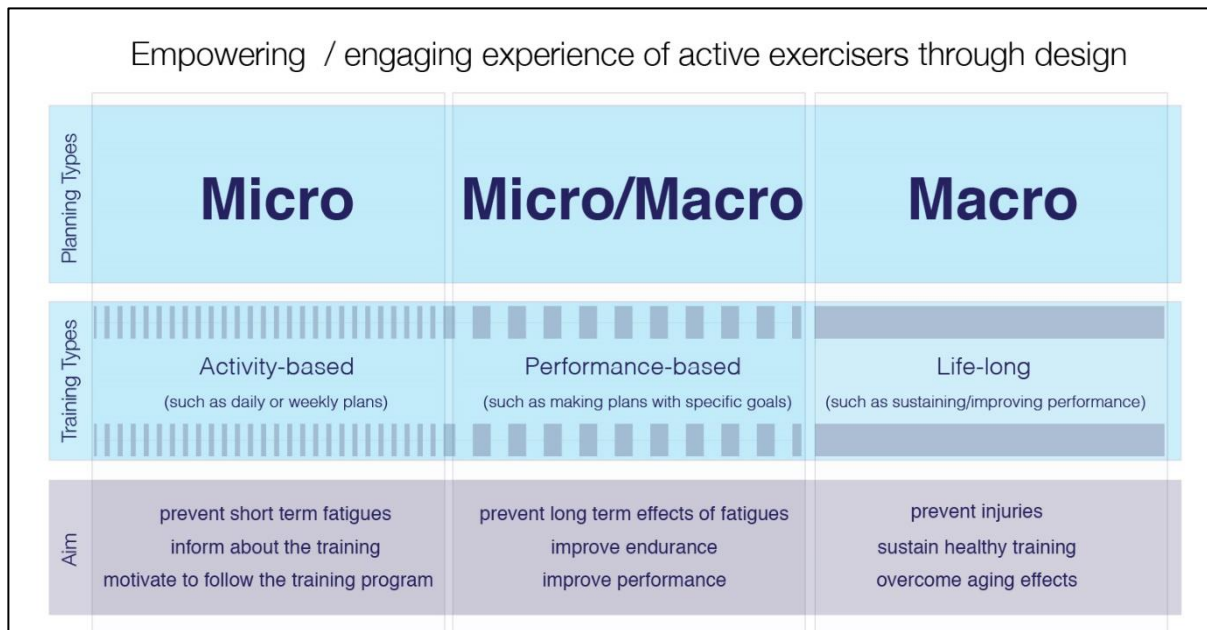 Empowering / engaging experience of active exercisers through design
Planning Types
Micro
Micro/Macro
Macro
Training Types
Activity-based
(such as daily or weekly plans)
Performance-based
(such as making plans with specific goals)
Life-long
(such as sustaining/improving performance)
Aim
prevent short term fatigues
inform about the training
motivate to follow the training program
prevent long term effects of fatigues
improve endurance
improve performance
prevent injuries
sustain healthy training
overcome aging effects